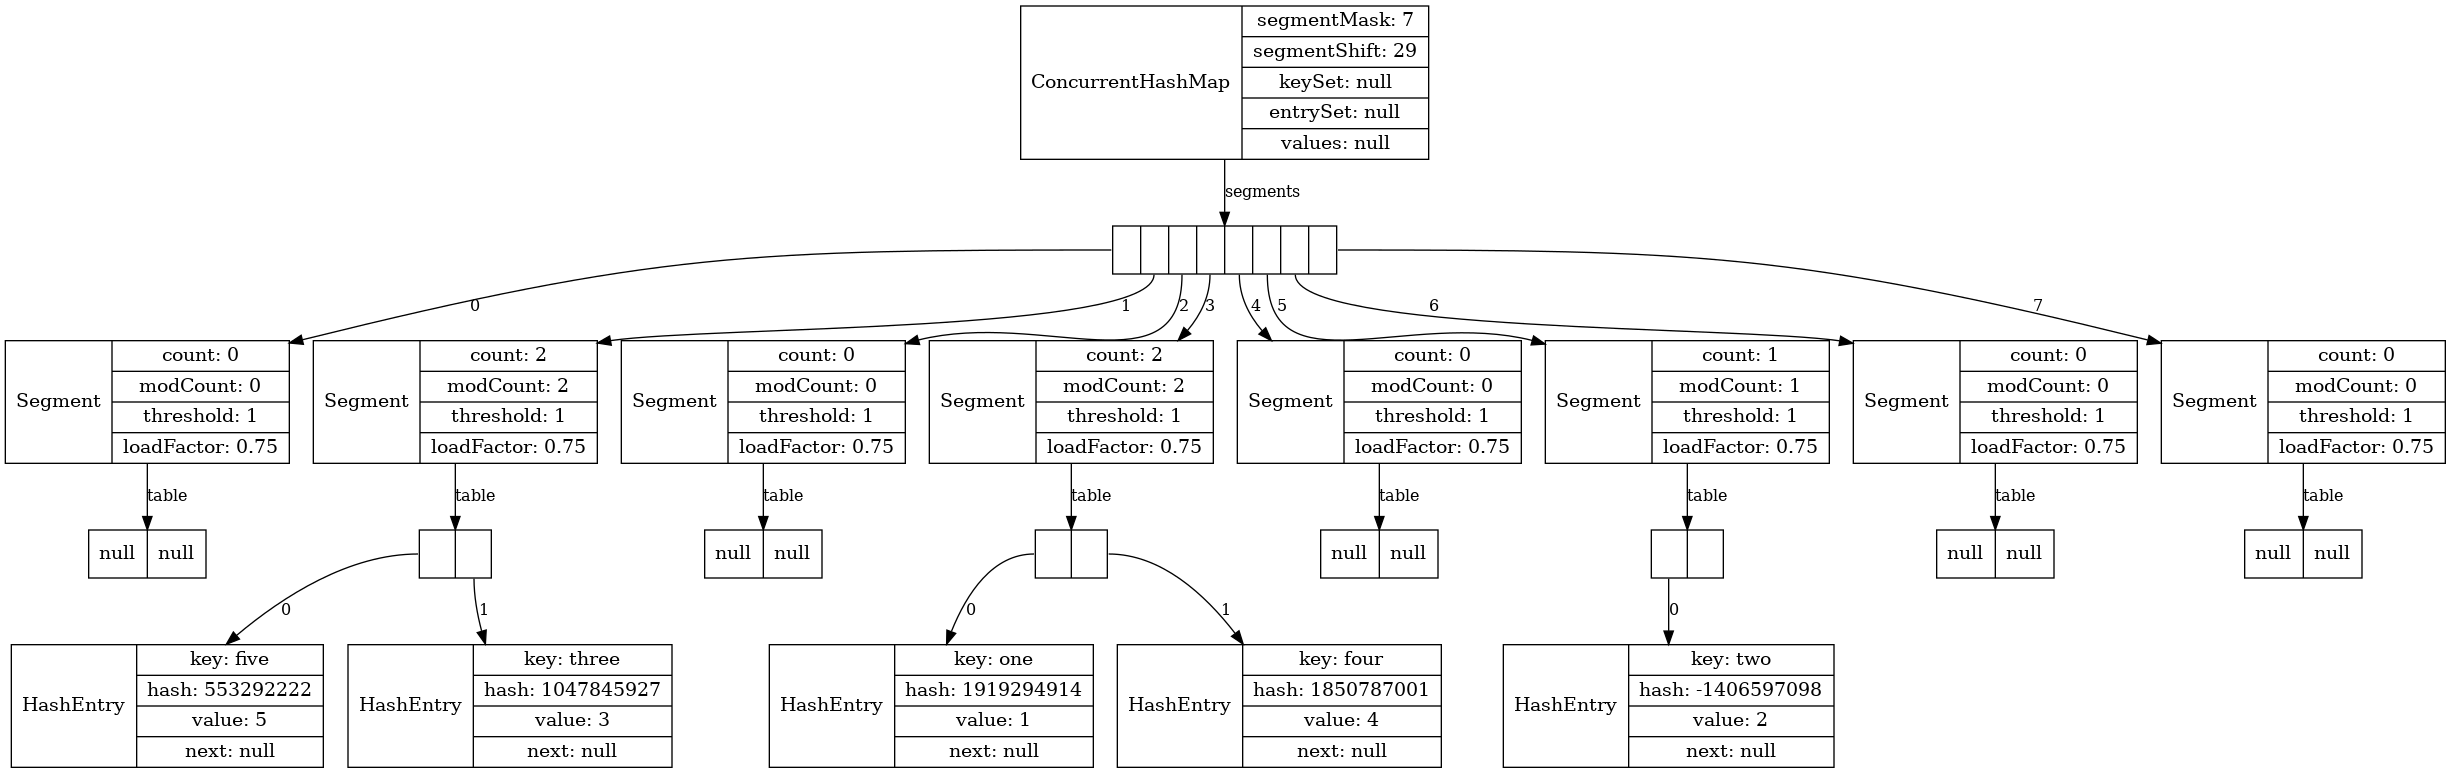 ConcurrentHashMap
segmentMask: 7
segmentShift: 29
keySet: null
entrySet: null
values: null
segments
0
1
2
3
4
5
6
7
Segment
count: 0
modCount: 0
threshold: 1
loadFactor: 0.75
Segment
count: 2
modCount: 2
threshold: 1
loadFactor: 0.75
Segment
count: 0
modCount: 0
threshold: 1
loadFactor: 0.75
Segment
count: 2
modCount: 2
threshold: 1
loadFactor: 0.75
Segment
count: 0
modCount: 0
threshold: 1
loadFactor: 0.75
Segment
count: 1
modCount: 1
threshold: 1
loadFactor: 0.75
Segment
count: 0
modCount: 0
threshold: 1
loadFactor: 0.75
Segment
count: 0
modCount: 0
threshold: 1
loadFactor: 0.75
table
table
table
table
table
table
table
table
null null
null null
null null
null null
null null
0
1
0
1
0
HashEntry
key: five
hash: 553292222
value: 5
next: null
HashEntry
key: three
hash: 1047845927
value: 3
next: null
HashEntry
key: one
hash: 1919294914
value: 1
next: null
HashEntry
key: four
hash: 1850787001
value: 4
next: null
HashEntry
key: two
hash: -1406597098
value: 2
next: null